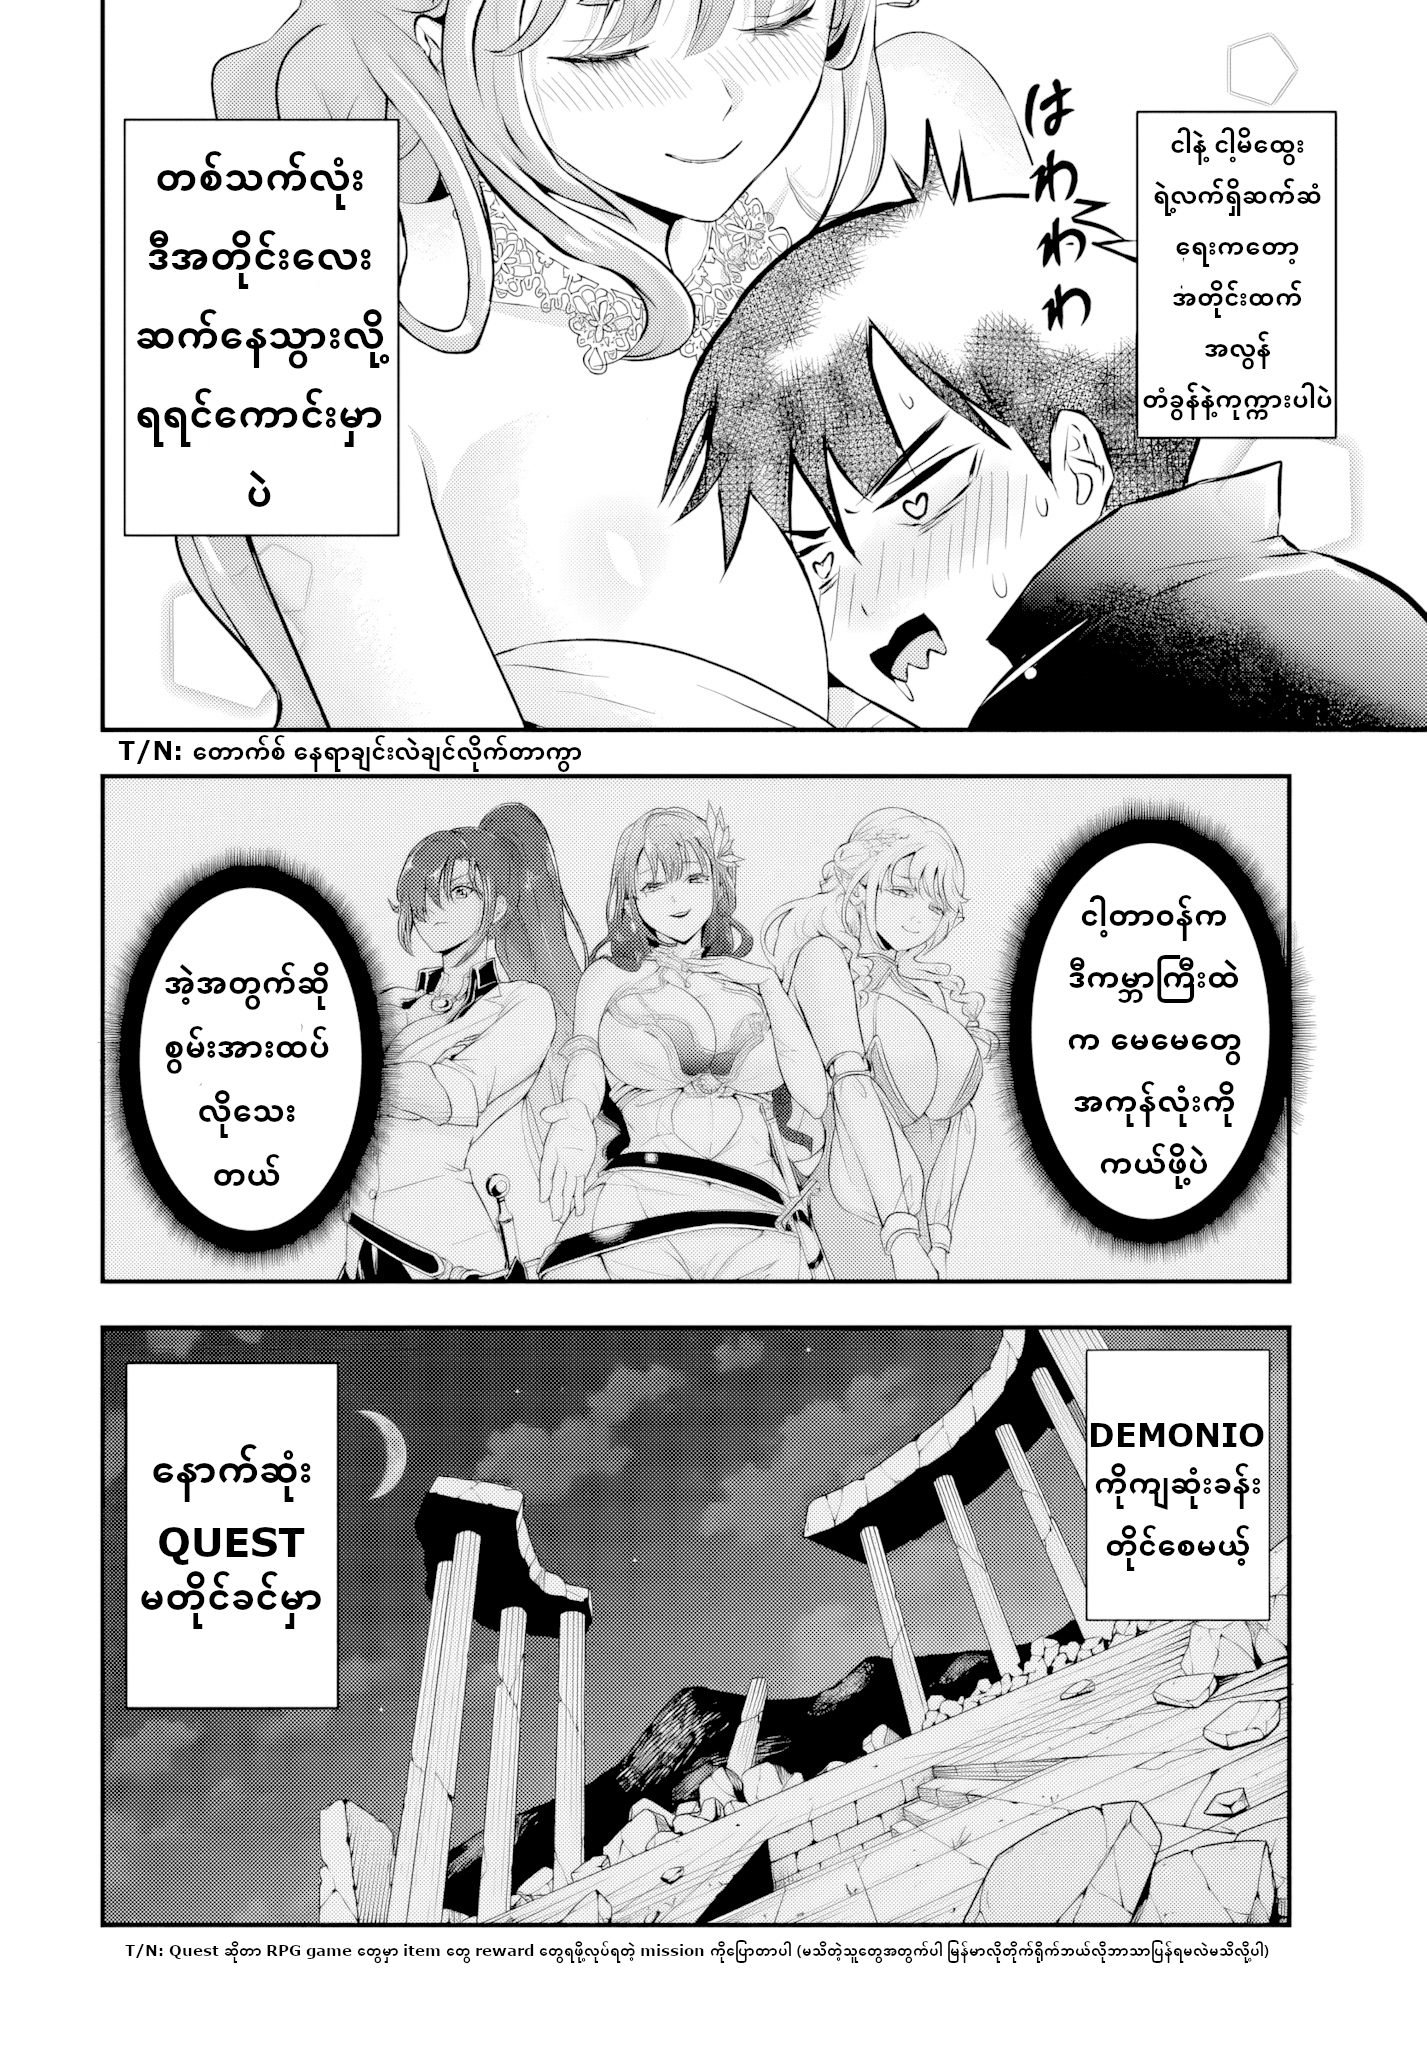 ငါနဲ့ ငါ့မိထွေး
ရဲ့လက်ရှိဆက်ဆံ
ရေးကတော့
အတိုင်းထက်
အလွန်
တံခွန်နဲ့ကုက္ကားပါပဲ
はわわわ
တစ်သက်လုံး
ဒီအတိုင်းလေး
ဆက်နေသွားလို့
ရရင်ကောင်းမှာ
ပဲ
T/N: တောက်စ် နေရာချင်းလဲချင်လိုက်တာကွာ
ငါ့တာဝန်က
ဒီကမ္ဘာကြီးထဲ
က မေမေတွေ
အကုန်လုံးကို
ကယ်ဖို့ပဲ
အဲ့အတွက်ဆို
စွမ်းအားထပ်
လိုသေး
တယ်
DEMONIO
ကိုကျဆုံးခန်း
တိုင်စေမယ့်
နောက်ဆုံး
QUEST
မတိုင်ခင်မှာ
T/N: Quest ဆိုတာ RPG game တွေမှာ item တွေ reward တွေရဖို့လုပ်ရတဲ့ mission ကိုပြောတာပါ (မသိတဲ့သူတွေအတွက်ပါ မြန်မာလိုတိုက်ရိုက်ဘယ်လိုဘာသာပြန်ရမလဲမသိလို့ပါ)